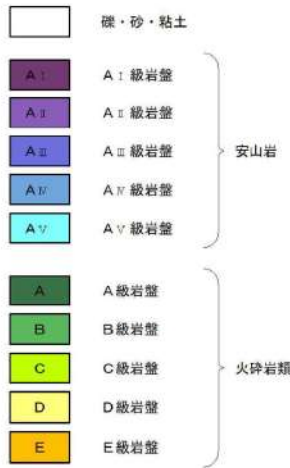 礫・砂・粘土
AⅠ AⅠ級岩盤
AⅡ AⅡ級岩盤
AⅢ AⅢ級岩盤 安山岩
AⅣ AⅣ級岩盤
AⅤ AⅤ級岩盤
A A級岩盤
B B級岩盤
C C級岩盤 火砕岩類
D D級岩盤
E E級岩盤